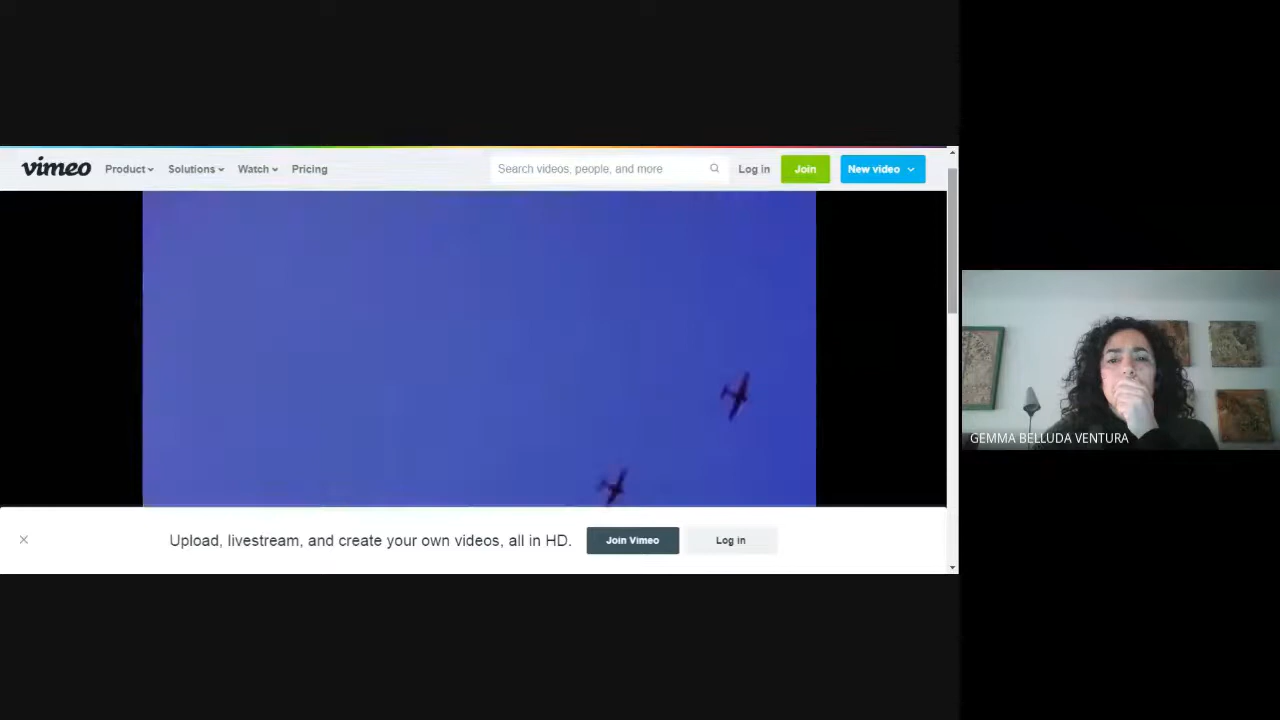 vimeo Product Solutions Watch Pricing Search videos, people, and more Log in Join New video
Upload, livestream, and create your own videos, all in HD. Join Vimeo Log in
GEMMA BELLUDA VENTURA